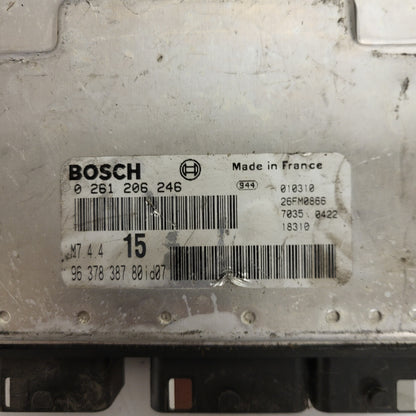 BOSCH Made in France
0 261 206 246 944 010310
26FM0866
7035 0422
18310
M7 4.4 15
96 378 387 80 id07